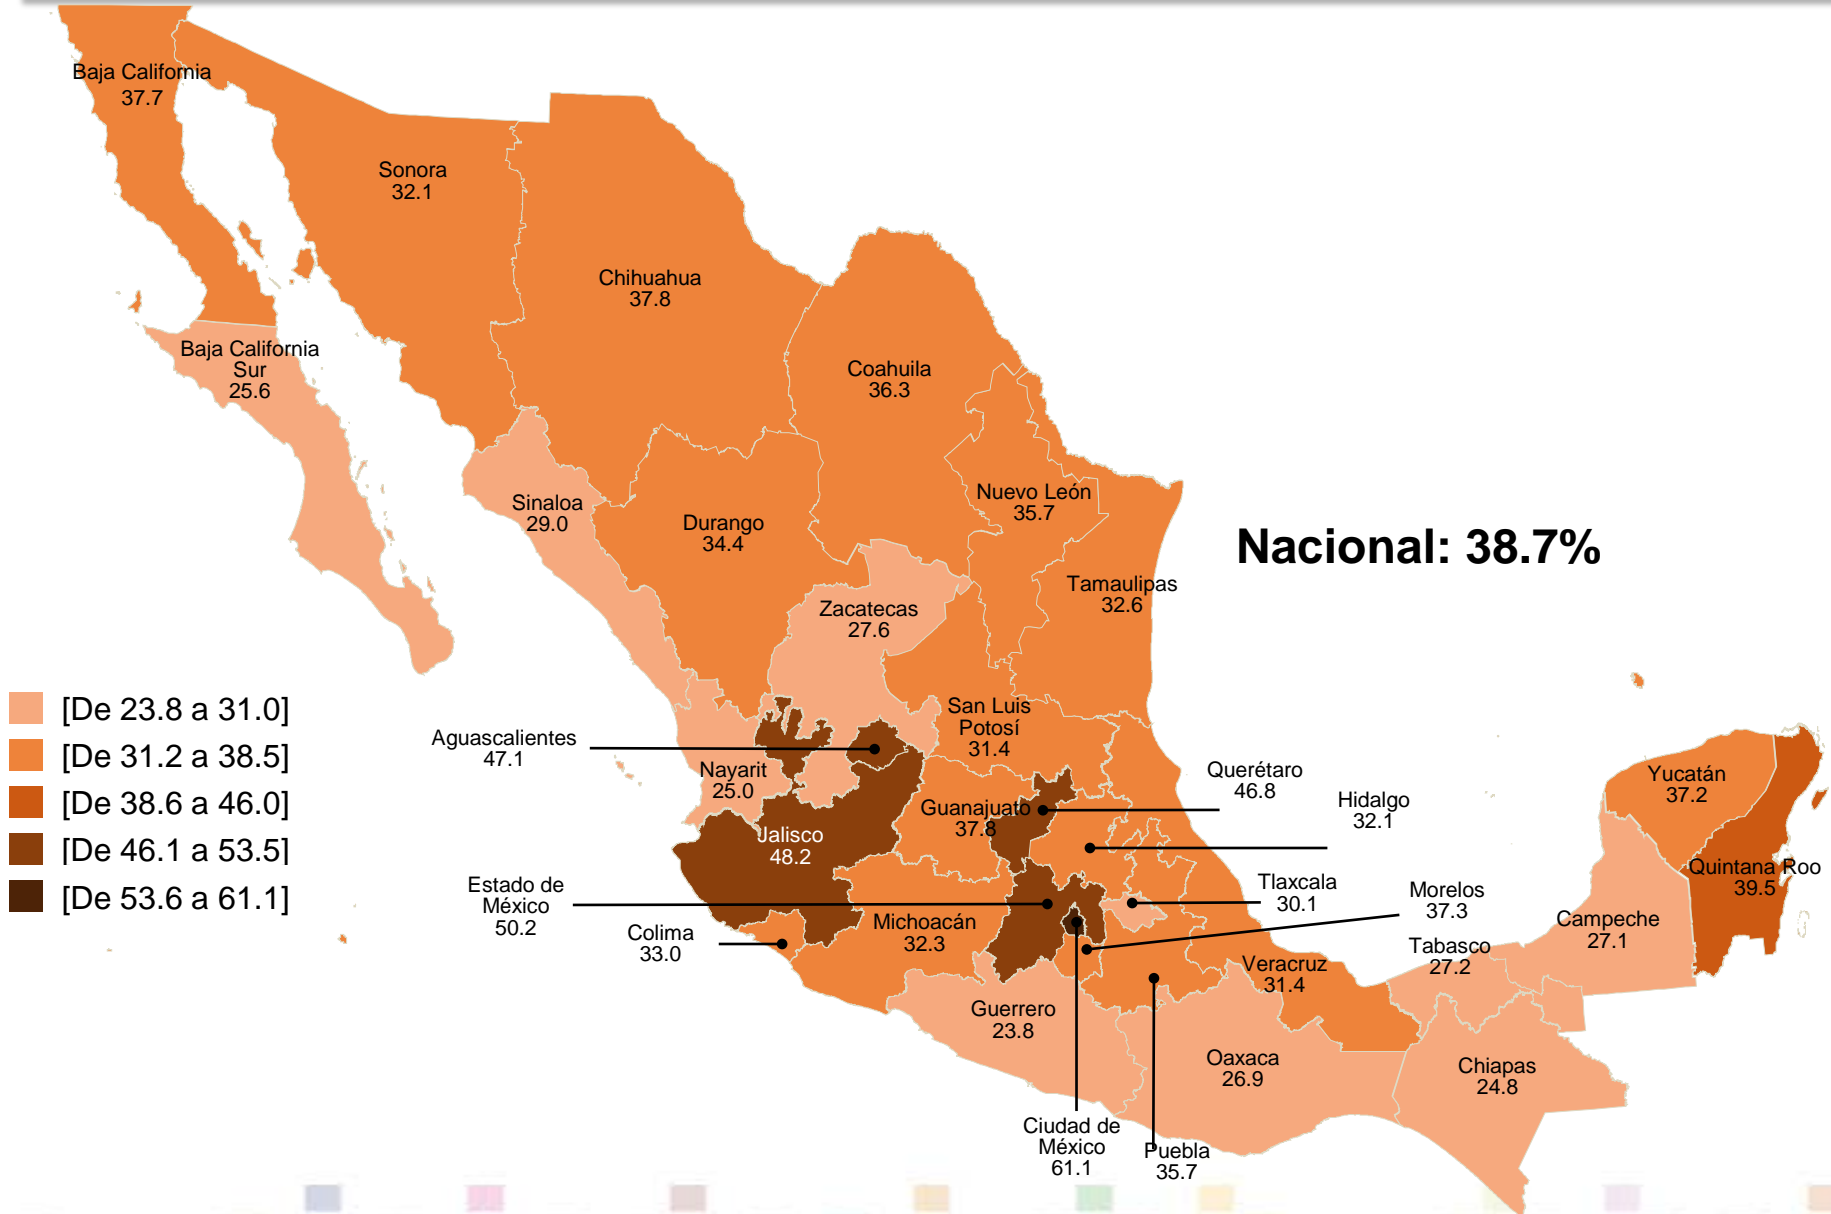 Baja California
37.7
Sonora
32.1
Chihuahua
37.8
Baja California
Sur
25.6
Coahuila
36.3
Sinaloa
29.0
Durango
34.4
Nuevo León
35.7
Nacional: 38.7%
Tamaulipas
32.6
Zacatecas
27.6
[De 23.8 a 31.0]
[De 31.2 a 38.5]
[De 38.6 a 46.0]
[De 46.1 a 53.5]
[De 53.6 a 61.1]
San Luis
Potosí
31.4
Aguascalientes
47.1
Nayarit
25.0
Querétaro
46.8
Hidalgo
32.1
Yucatán
37.2
Guanajuato
37.8
Jalisco
48.2
Quintana Roo
39.5
Estado de
México
50.2
Tlaxcala
30.1
Morelos
37.3
Campeche
27.1
Colima
33.0
Michoacán
32.3
Tabasco
27.2
Veracruz
31.4
Guerrero
23.8
Oaxaca
26.9
Chiapas
24.8
Ciudad de
México
61.1
Puebla
35.7